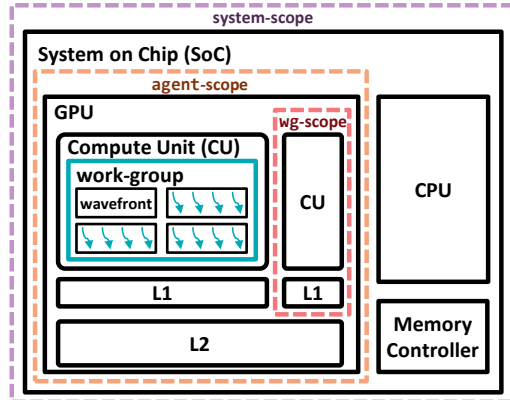 system-scope
System on Chip (SoC)
agent-scope
GPU
wg-scope
Compute Unit (CU)
work-group
wavefront
CU
CPU
L1
L1
L2
Memory
Controller